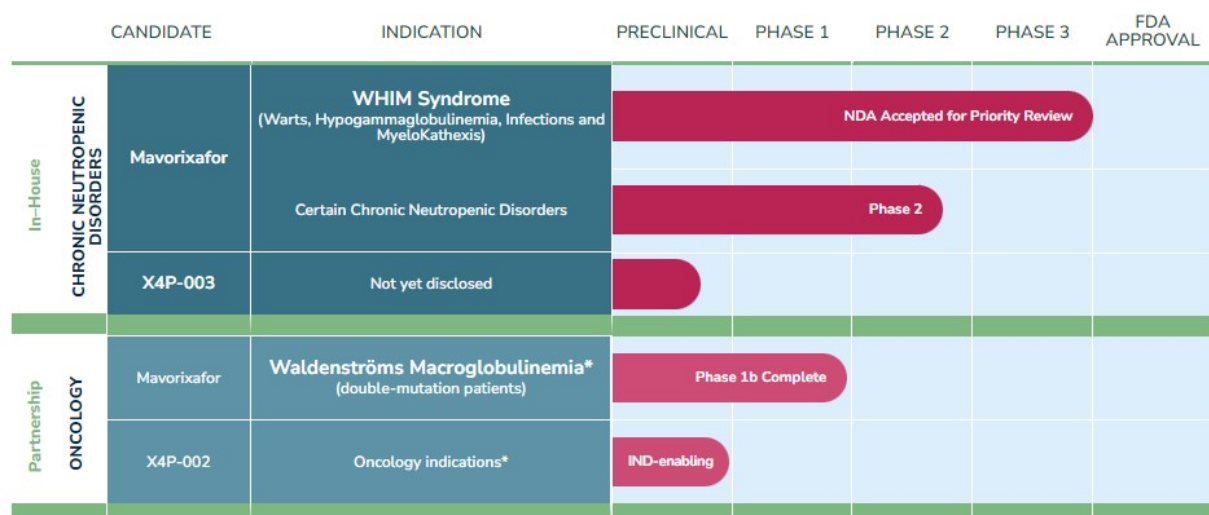 CANDIDATE
INDICATION
PRECLINICAL
PHASE 1
PHASE 2
PHASE 3
FDA
APPROVAL
In-House
CHRONIC NEUTROPENIC
DISORDERS
Mavorixafor
WHIM Syndrome
(Warts, Hypogammaglobulinemia, Infections and
MyeloKathexis)
NDA Accepted for Priority Review
Certain Chronic Neutropenic Disorders
Phase 2
X4P-003
Not yet disclosed
Partnership
ONCOLOGY
Mavorixafor
Waldenströms Macroglobulinemia*
(double-mutation patients)
Phase 1b Complete
X4P-002
Oncology indications*
IND-enabling